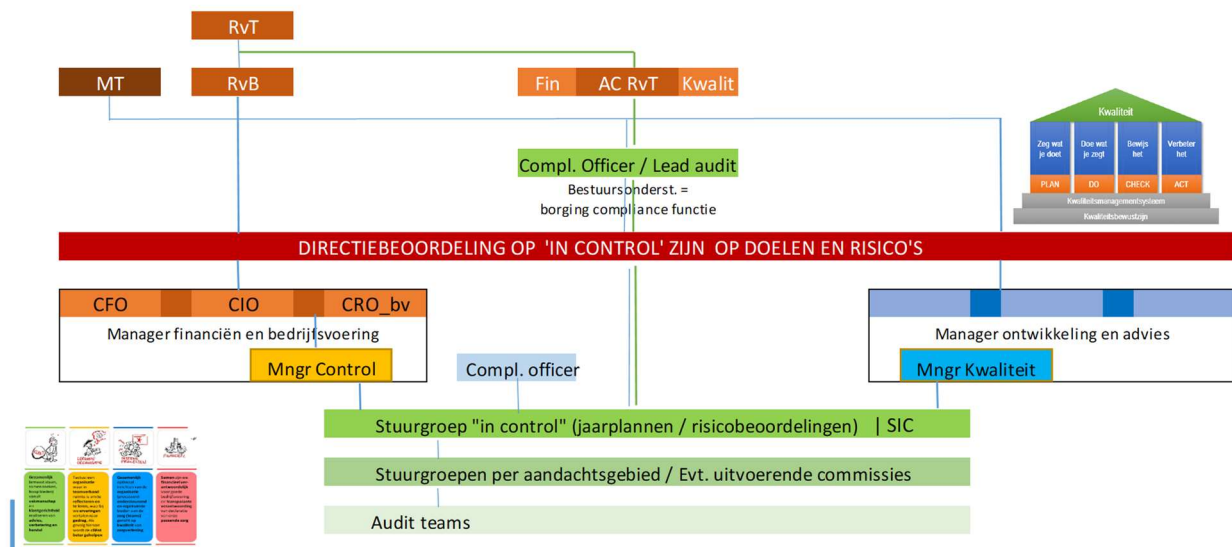 RvT
MT
RvB
Fin AC RvT Kwalit
Kwaliteit
Zeg wat je doet
Doe wat je zegt
Bewijs het
Verbeter het
PLAN DO CHECK ACT
Kwaliteitsmanagementsysteem
Kwaliteitsbewustzijn
Compl. Officer / Lead audit
Bestuursonderst. =
borging compliance functie
DIRECTIEBEOORDELING OP 'IN CONTROL' ZIJN OP DOELEN EN RISICO'S
CFO CIO CRO_bv
Manager financiën en bedrijfsvoering
Mngr Control
Compl. officer
Manager ontwikkeling en advies
Mngr Kwaliteit
Stuurgroep "in control" (jaarplannen / risicobeoordelingen) | SIC
Stuurgroepen per aandachtsgebied / Evt. uitvoerende commissies
Audit teams